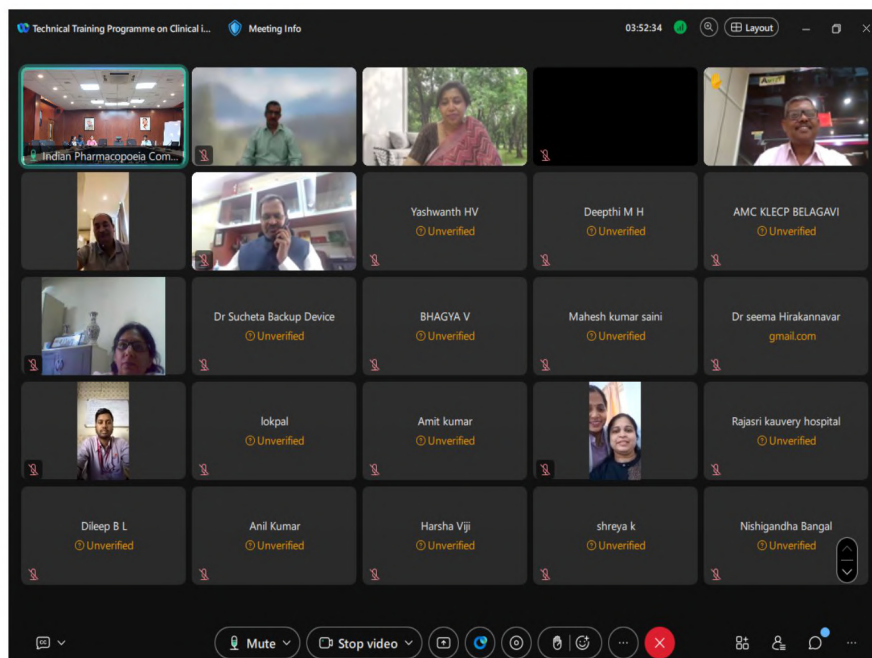 Technical Training Programme on Clinical i...
Meeting Info
03:52:34
Layout
Indian Pharmacopoeia Com...
Yashwanth HV
Unverified
Deepthi M H
Unverified
AMC KLECP BELAGAVI
Unverified
Dr Sucheta Backup Device
Unverified
BHAGYA V
Unverified
Mahesh kumar saini
Unverified
Dr seema Hirakannavar
gmail.com
lokpal
Unverified
Amit kumar
Unverified
Rajasri kauvery hospital
Unverified
Dileep B L
Unverified
Anil Kumar
Unverified
Harsha Viji
Unverified
shreya k
Unverified
Nishigandha Bangal
Unverified
CC
Mute
Stop video